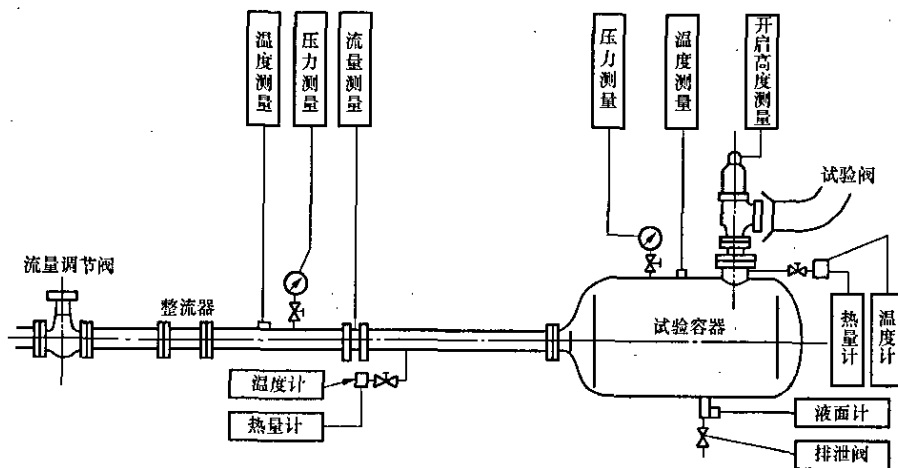 温度测量
压力测量
流量测量
压力测量
温度测量
开启高度测量
试验阀
流量调节阀
整流器
试验容器
热量计
温度计
温度计
热量计
液面计
排泄阀